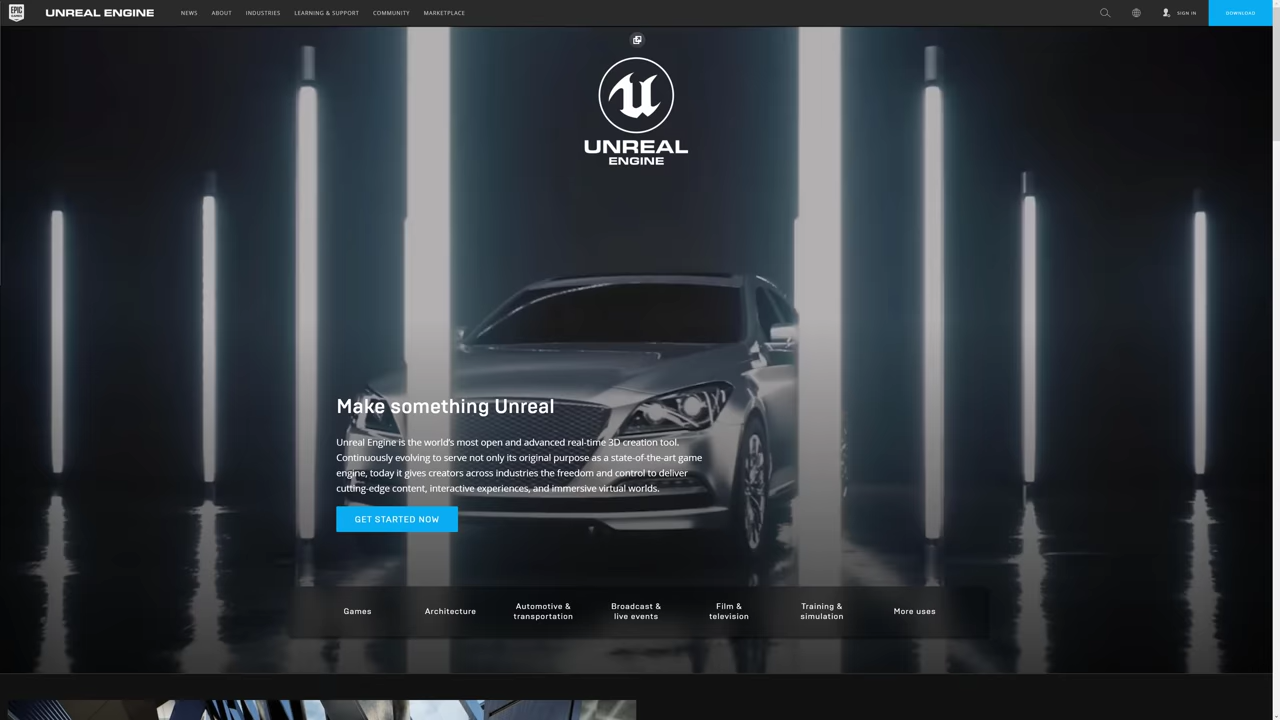 EPIC GAMES
UNREAL ENGINE
NEWS
ABOUT
INDUSTRIES
LEARNING & SUPPORT
COMMUNITY
MARKETPLACE
SIGN IN
DOWNLOAD
UNREAL
ENGINE
Make something Unreal
Unreal Engine is the world's most open and advanced real-time 3D creation tool.
Continuously evolving to serve not only its original purpose as a state-of-the-art game
engine, today it gives creators across industries the freedom and control to deliver
cutting-edge content, interactive experiences, and immersive virtual worlds.
GET STARTED NOW
Games
Architecture
Automotive &
transportation
Broadcast &
live events
Film &
television
Training &
simulation
More uses